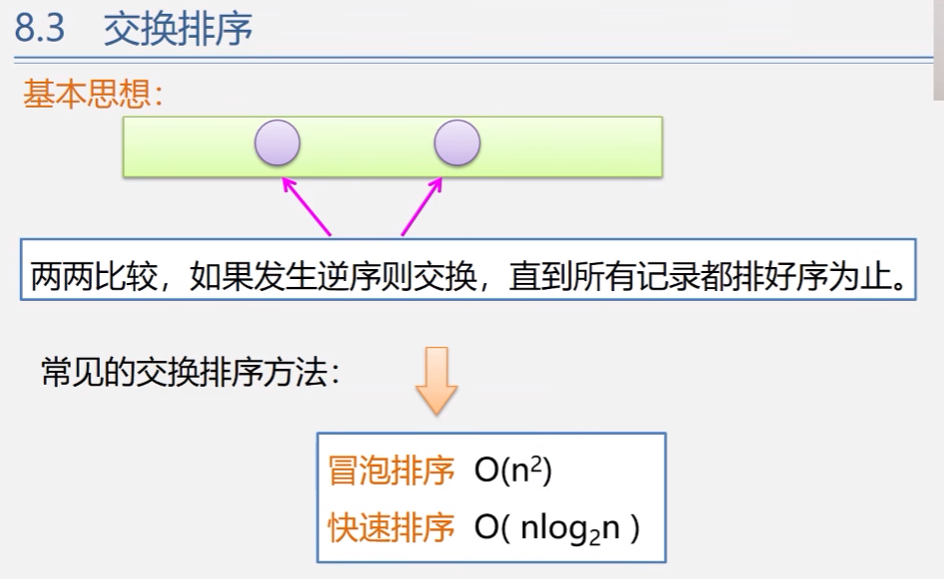 8.3 交换排序
基本思想：
两两比较，如果发生逆序则交换，直到所有记录都排好序为止。
常见的交换排序方法：
冒泡排序 O(n²)
快速排序 O( nlog₂n )